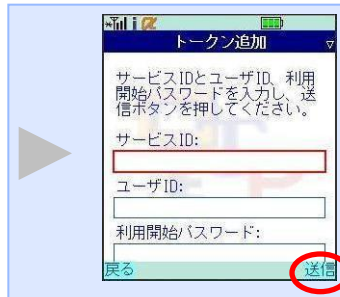 トークン追加
サービスIDとユーザID、利用
開始パスワードを入力し、送
信ボタンを押してください。
サービスID:
ユーザID:
利用開始パスワード:
戻る 送信